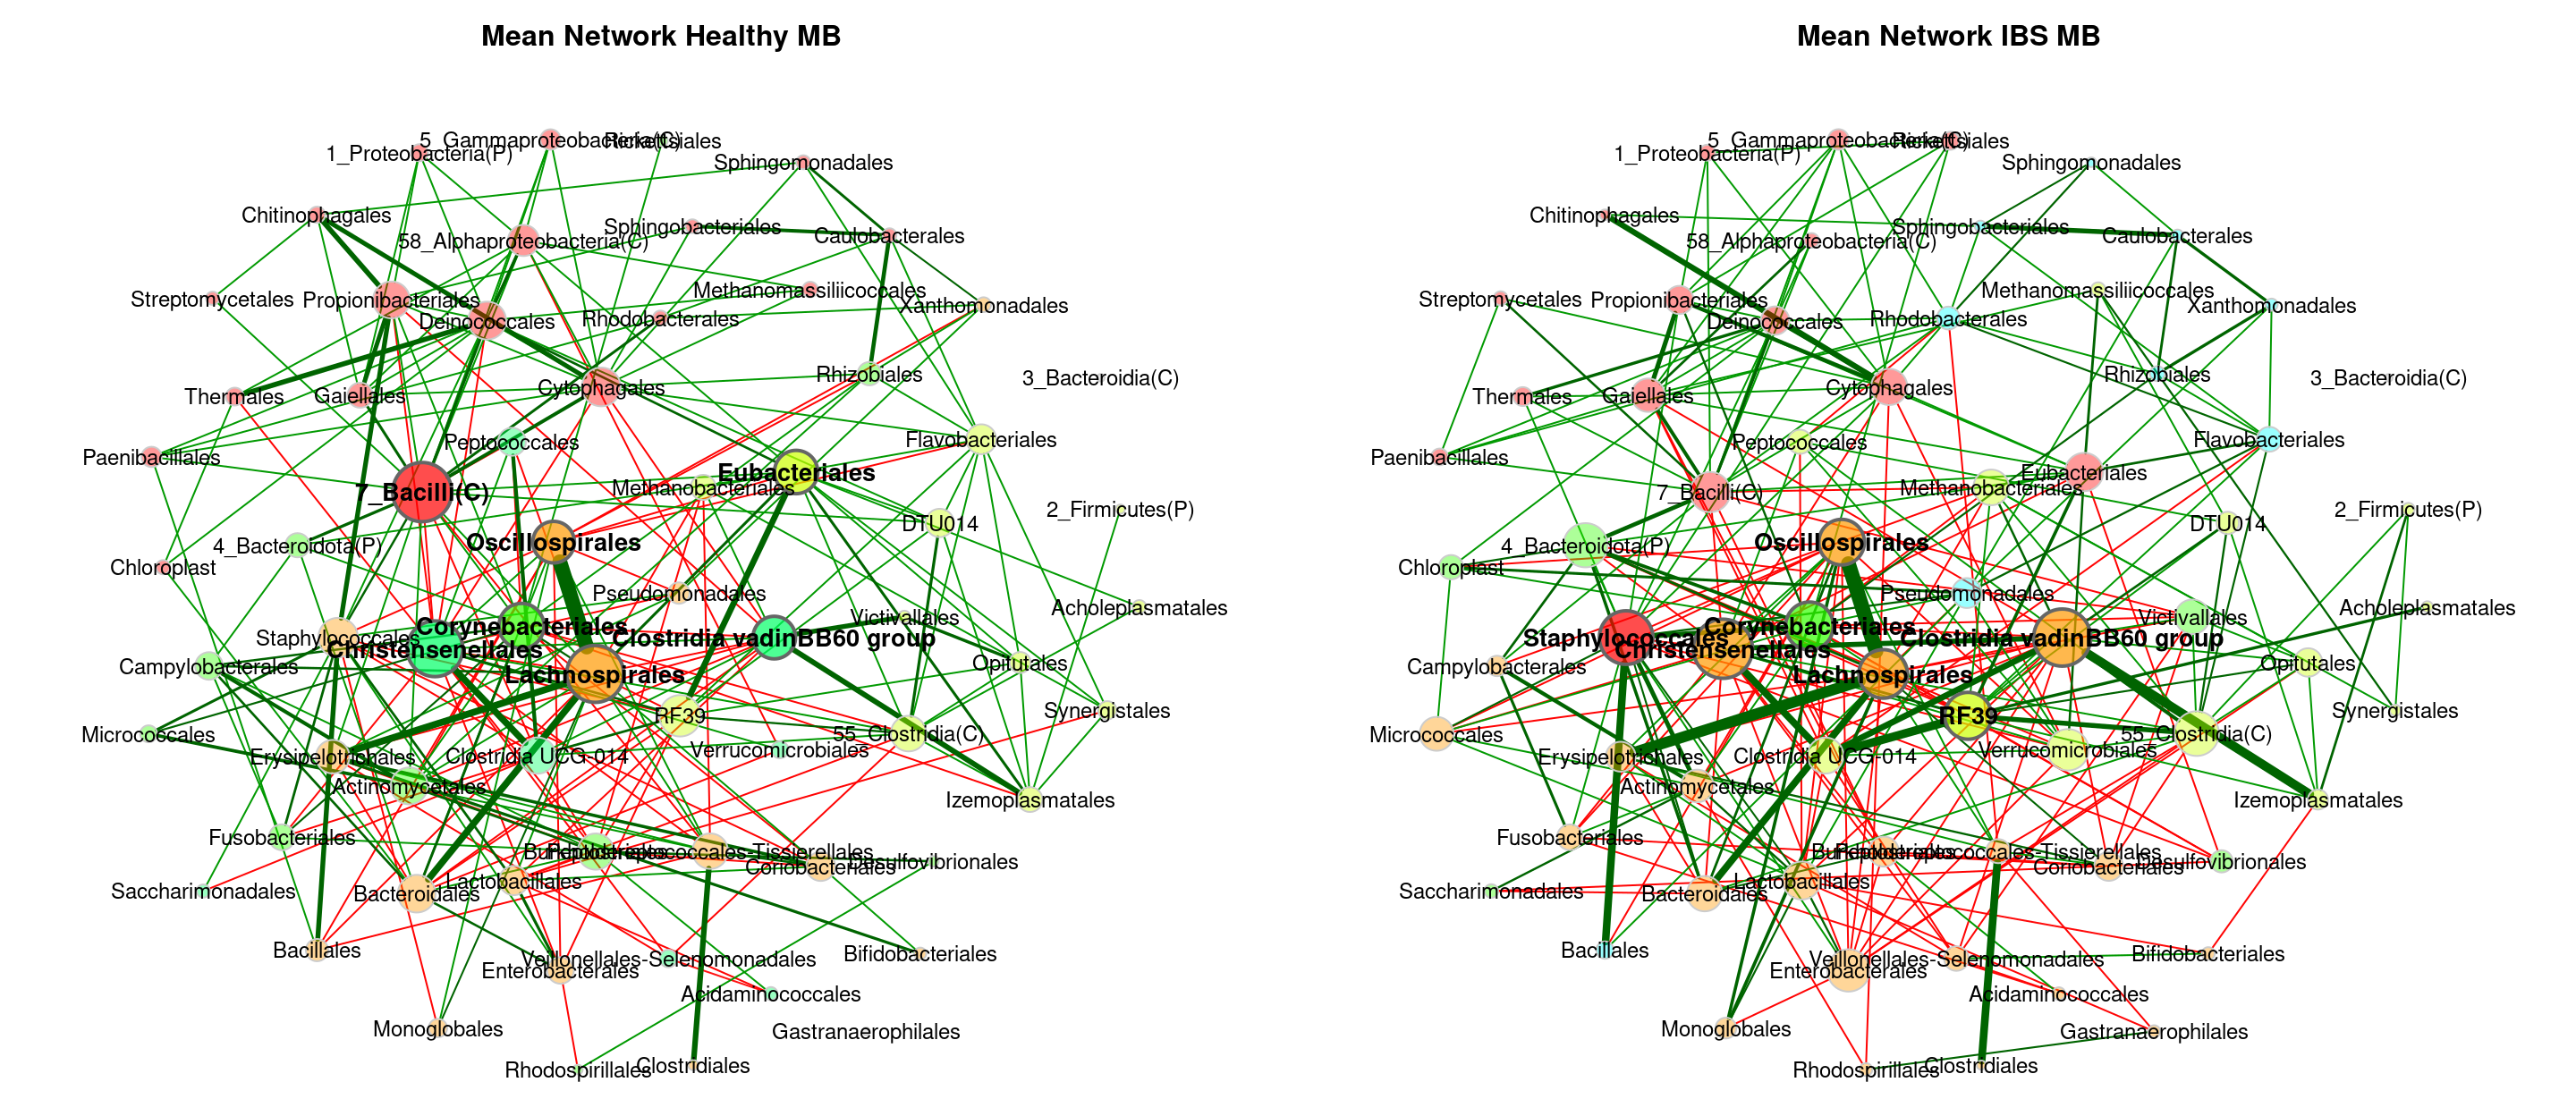 Mean Network Healthy MB
5_Gammaproteobacteria(C)
Rickettsiales
1_Proteobacteria(P)
Sphingomonadales
Chitinophagales
Sphingobacteriales
58_Alphaproteobacteria(C)
Caulobacterales
Methanomassiliicoccales
Streptomycetales
Propionibacteriales
Xanthomonadales
Deinococcales
Rhodobacterales
Rhizobiales
3_Bacteroidia(C)
Thermales
Gaiellales
Cytophagales
Peptococcales
Flavobacteriales
Paenibacillales
Eubacteriales
7_Bacilli(C)
Methanobacteriales
2_Firmicutes(P)
DTU014
4_Bacteroidota(P)
Oscillospirales
Chloroplast
Pseudomonadales
Acholeplasmatales
Victivallales
Corynebacteriales
Staphylococcales
Clostridia vadinBB60 group
Christensenellales
Campylobacterales
Opitutales
Lachnospirales
Synergistales
RF39
Micrococcales
55_Clostridia(C)
Verrucomicrobiales
Erysipelotrichales
Clostridia UCG-014
Actinomycetales
Izemoplasmatales
Fusobacteriales
Burkholderiales
Peptostreptococcales-Tissierellales
Desulfovibrionales
Coriobacteriales
Lactobacillales
Saccharimonadales
Bacteroidales
Bacillales
Bifidobacteriales
Veillonellales-Selenomonadales
Enterobacterales
Acidaminococcales
Monoglobales
Gastranaerophilales
Clostridiales
Rhodospirillales
Mean Network IBS MB
5_Gammaproteobacteria(C)
Rickettsiales
1_Proteobacteria(P)
Sphingomonadales
Chitinophagales
Sphingobacteriales
58_Alphaproteobacteria(C)
Caulobacterales
Methanomassiliicoccales
Streptomycetales
Propionibacteriales
Xanthomonadales
Deinococcales
Rhodobacterales
Rhizobiales
3_Bacteroidia(C)
Thermales
Gaiellales
Cytophagales
Peptococcales
Flavobacteriales
Paenibacillales
Eubacteriales
7_Bacilli(C)
Methanobacteriales
2_Firmicutes(P)
DTU014
4_Bacteroidota(P)
Oscillospirales
Chloroplast
Pseudomonadales
Acholeplasmatales
Victivallales
Corynebacteriales
Staphylococcales
Clostridia vadinBB60 group
Christensenellales
Campylobacterales
Opitutales
Lachnospirales
Synergistales
RF39
Micrococcales
55_Clostridia(C)
Verrucomicrobiales
Erysipelotrichales
Clostridia UCG-014
Actinomycetales
Izemoplasmatales
Fusobacteriales
Burkholderiales
Peptostreptococcales-Tissierellales
Desulfovibrionales
Coriobacteriales
Lactobacillales
Saccharimonadales
Bacteroidales
Bacillales
Bifidobacteriales
Veillonellales-Selenomonadales
Enterobacterales
Acidaminococcales
Monoglobales
Gastranaerophilales
Clostridiales
Rhodospirillales